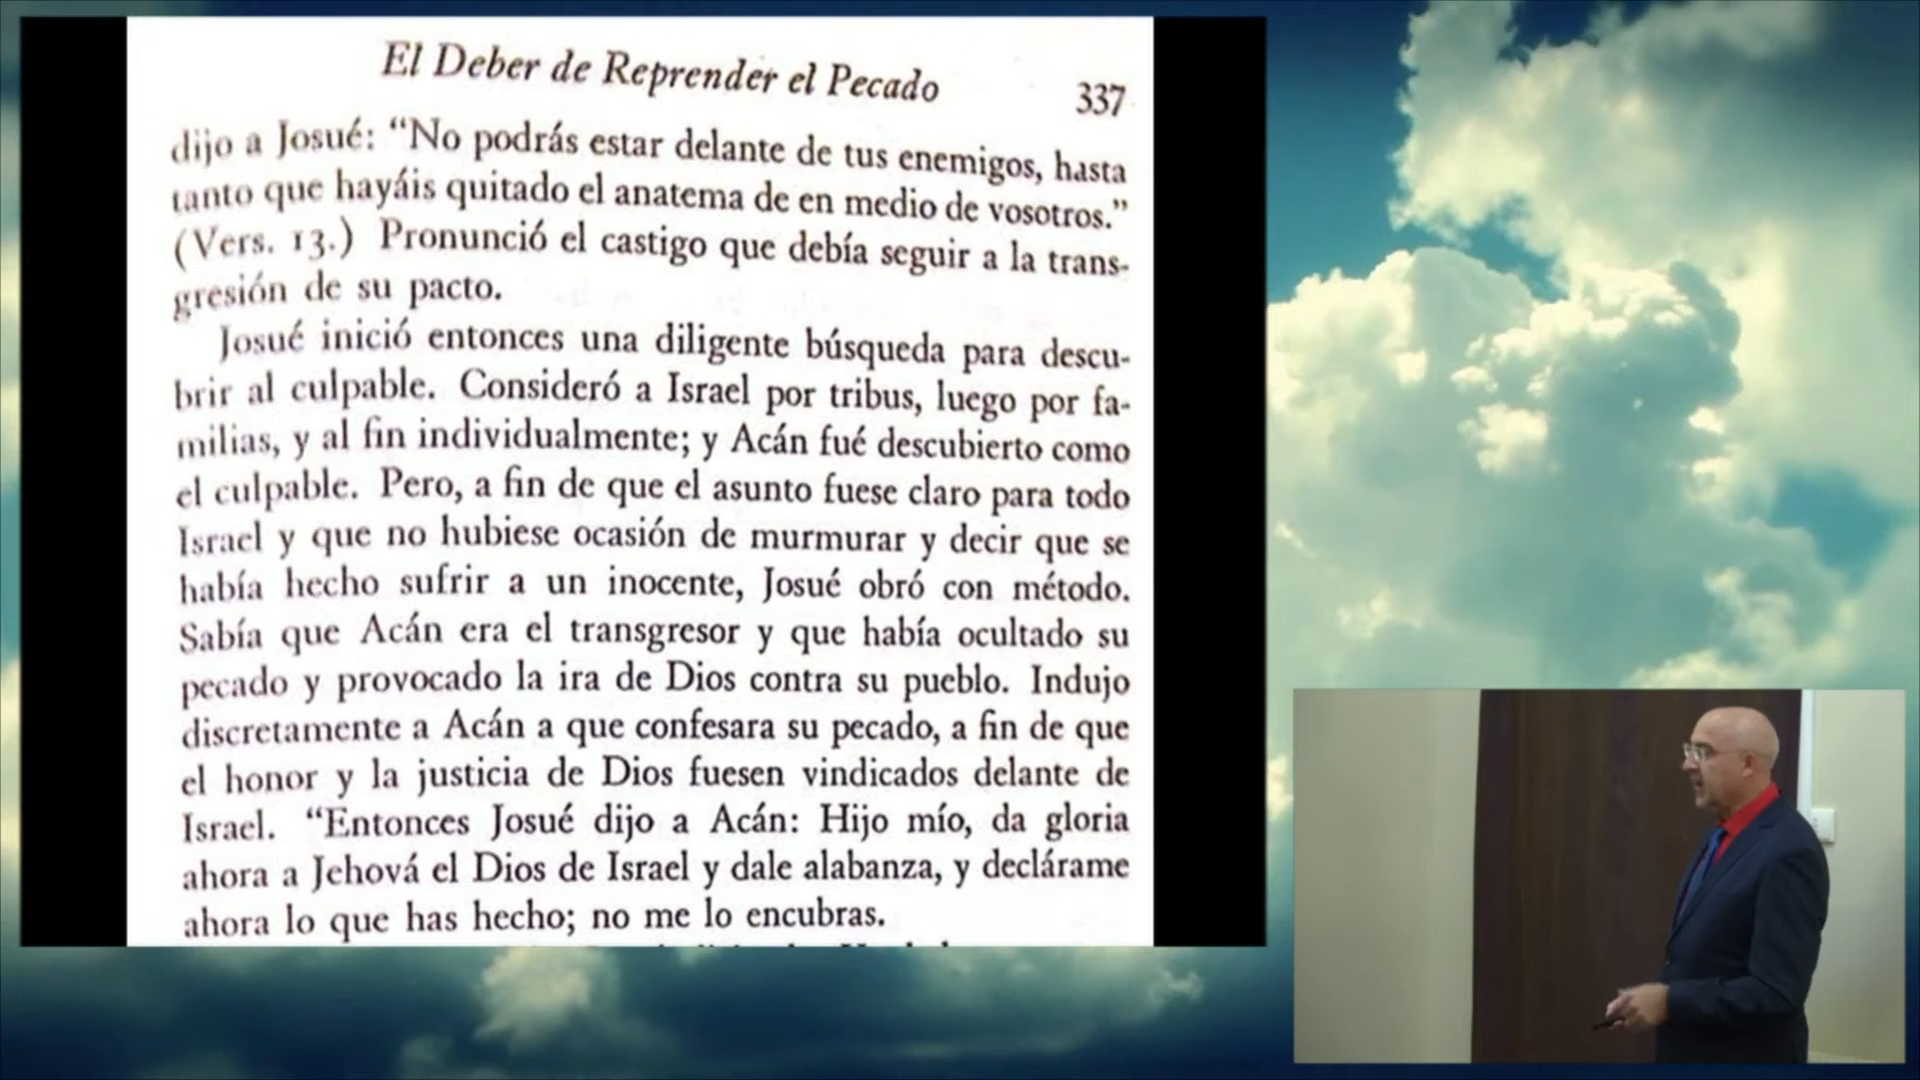 El Deber de Reprender el Pecado 337
dijo a Josué: “No podrás estar delante de tus enemigos, hasta
tanto que hayáis quitado el anatema de en medio de vosotros.”
(Vers. 13.) Pronunció el castigo que debía seguir a la trans-
gresión de su pacto.
Josué inició entonces una diligente búsqueda para descu-
brir al culpable. Consideró a Israel por tribus, luego por fa-
milias, y al fin individualmente; y Acán fué descubierto como
el culpable. Pero, a fin de que el asunto fuese claro para todo
Israel y que no hubiese ocasión de murmurar y decir que se
había hecho sufrir a un inocente, Josué obró con método.
Sabía que Acán era el transgresor y que había ocultado su
pecado y provocado la ira de Dios contra su pueblo. Indujo
discretamente a Acán a que confesara su pecado, a fin de que
el honor y la justicia de Dios fuesen vindicados delante de
Israel. “Entonces Josué dijo a Acán: Hijo mío, da gloria
ahora a Jehová el Dios de Israel y dale alabanza, y declárame
ahora lo que has hecho; no me lo encubras.